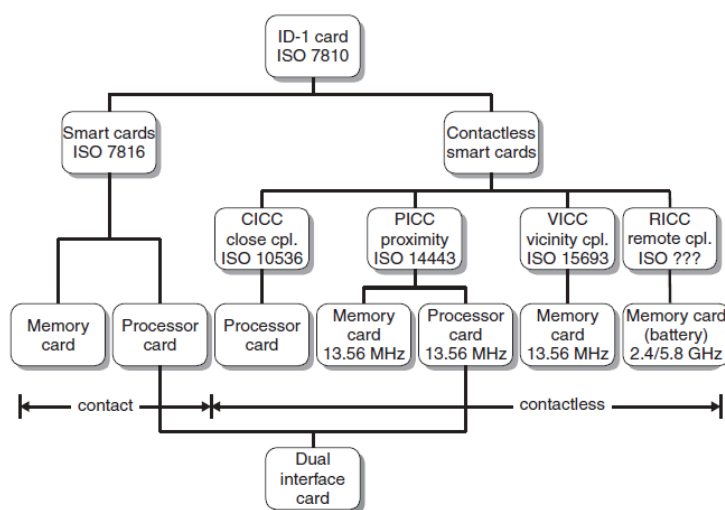 ID-1 card
ISO 7810
Smart cards
ISO 7816
Contactless
smart cards
CICC
close cpl.
ISO 10536
PICC
proximity
ISO 14443
VICC
vicinity cpl.
ISO 15693
RICC
remote cpl.
ISO ???
Memory
card
Processor
card
Processor
card
Memory
card
13.56 MHz
Processor
card
13.56 MHz
Memory
card
13.56 MHz
Memory card
(battery)
2.4/5.8 GHz
contact
contactless
Dual
interface
card